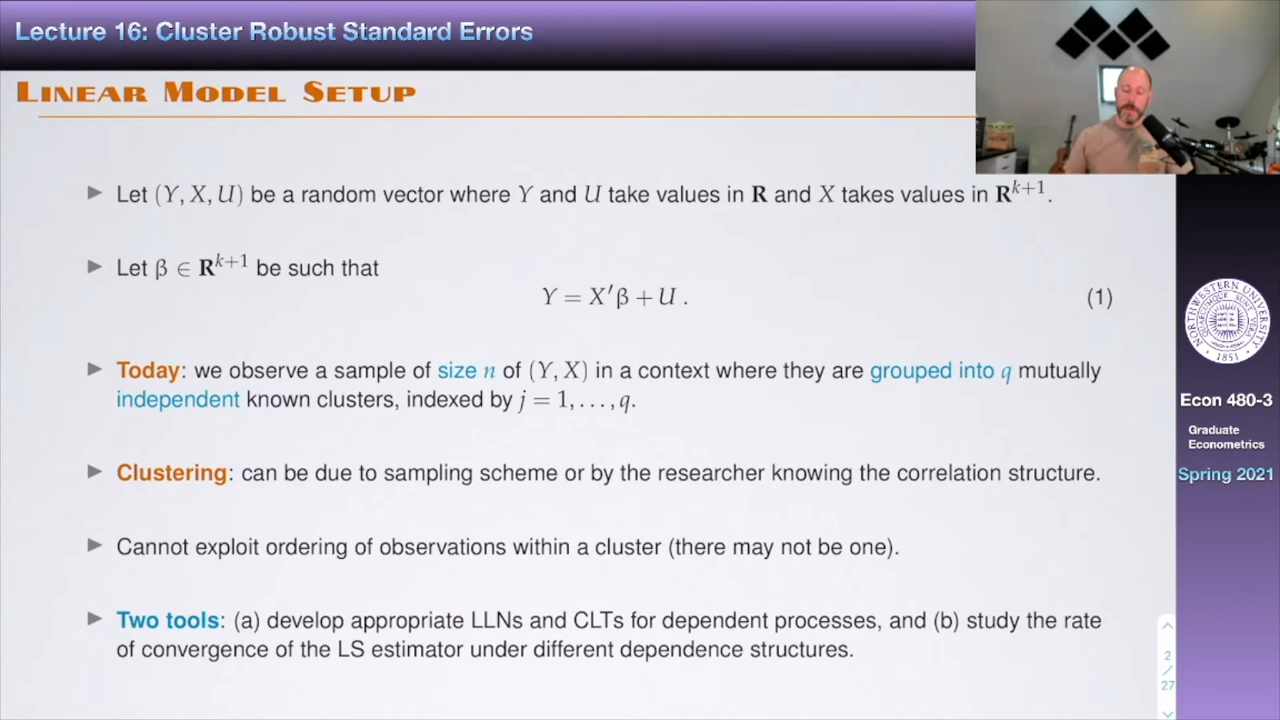 Lecture 16: Cluster Robust Standard Errors
LINEAR MODEL SETUP
▶ Let (Y, X, U) be a random vector where Y and U take values in R and X takes values in R^{k+1}.
▶ Let β ∈ R^{k+1} be such that
Y = X′β + U . (1)
▶ Today: we observe a sample of size n of (Y, X) in a context where they are grouped into q mutually
independent known clusters, indexed by j = 1, . . . , q.
▶ Clustering: can be due to sampling scheme or by the researcher knowing the correlation structure.
▶ Cannot exploit ordering of observations within a cluster (there may not be one).
▶ Two tools: (a) develop appropriate LLNs and CLTs for dependent processes, and (b) study the rate
of convergence of the LS estimator under different dependence structures.
NORTHWESTERN UNIVERSITY
1851
Econ 480-3
Graduate
Econometrics
Spring 2021
2
/
27